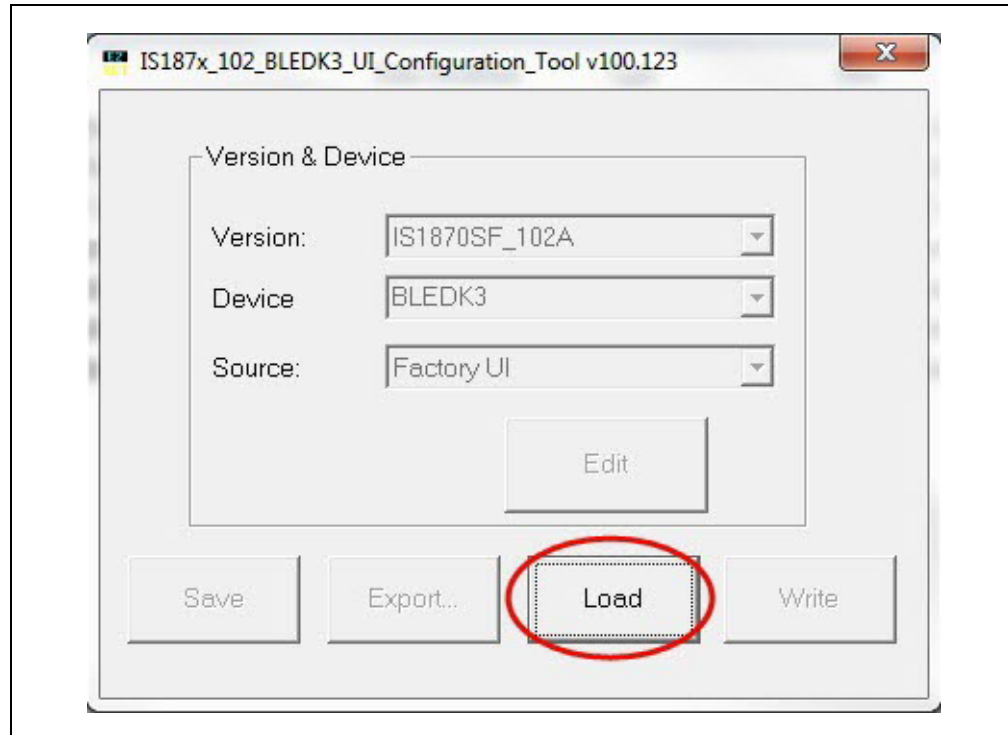 IS187x_102_BLEDK3_UI_Configuration_Tool v100.123
Version & Device
Version: IS1870SF_102A
Device BLEDK3
Source: Factory UI
Edit
Save Export... Load Write